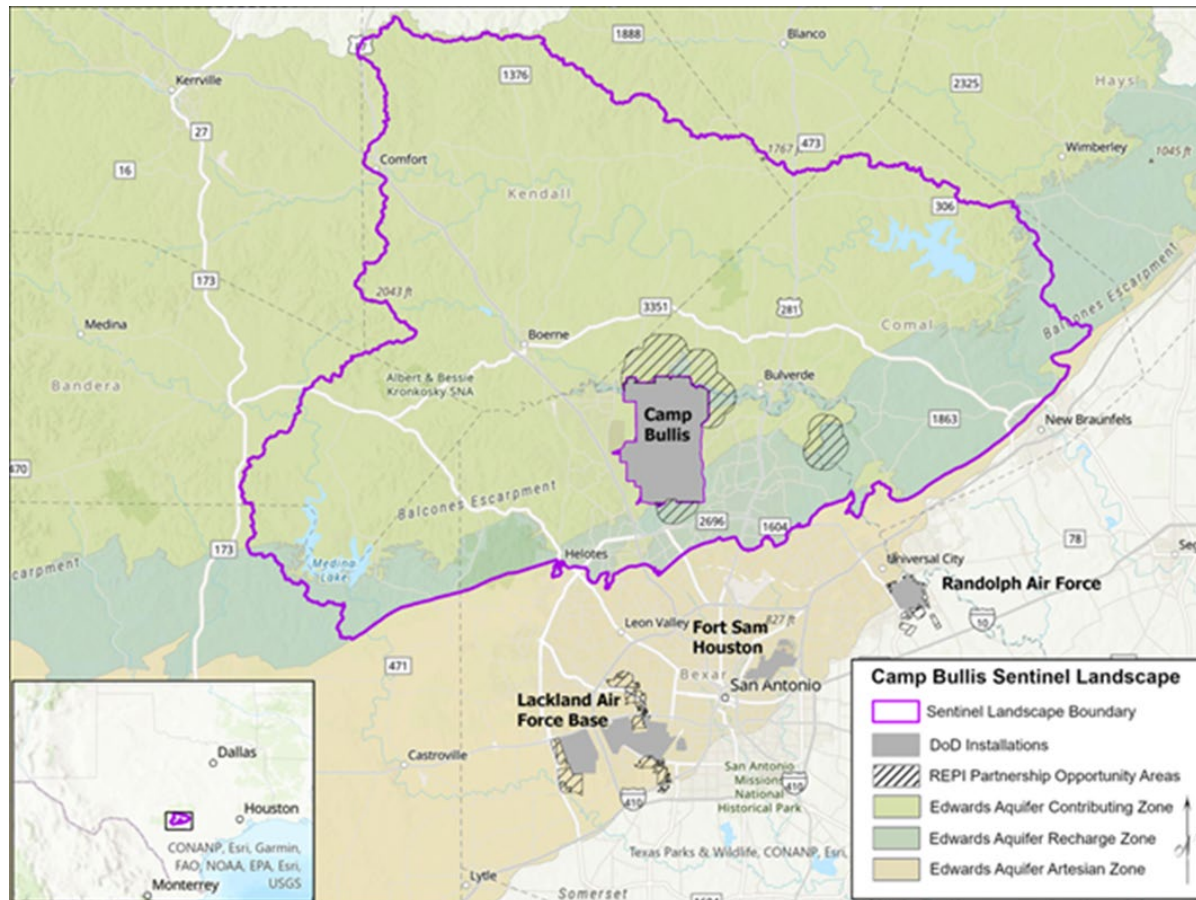 1888
Blanco
Kerrville
1376
2325
Hays
27
473
1767 f
Wimberley
1045 ft
Comfort
16
Kendall
306
173
2043 ft
3351
281
Medina
Boerne
Comal
Balcones Escarpment
Bandera
Albert & Bessie
Kronkosky SNA
Bulverde
Camp
Bullis
1863
New Braunfels
470
Balcones Escarpment
2696
1604
173
Helotes
78
Seg
carpment
Medina
Lake
Universal City
Randolph Air Force
10
Leon Valley
827 ft
Fort Sam
Houston
471
Bexar
San Antonio
Lackland Air
Force Base
Castroville
San Antonio
Missions
National
Historical Park
410
410
Texas Parks & Wildlife, CONANP, Esri,
Lytle
Somerset
1604
Camp Bullis Sentinel Landscape
Sentinel Landscape Boundary
DoD Installations
REPI Partnership Opportunity Areas
Edwards Aquifer Contributing Zone
Edwards Aquifer Recharge Zone
Edwards Aquifer Artesian Zone
Dallas
Houston
CONANP, Esri, Garmin,
FAO, NOAA, EPA, Esri,
USGS
Monterrey